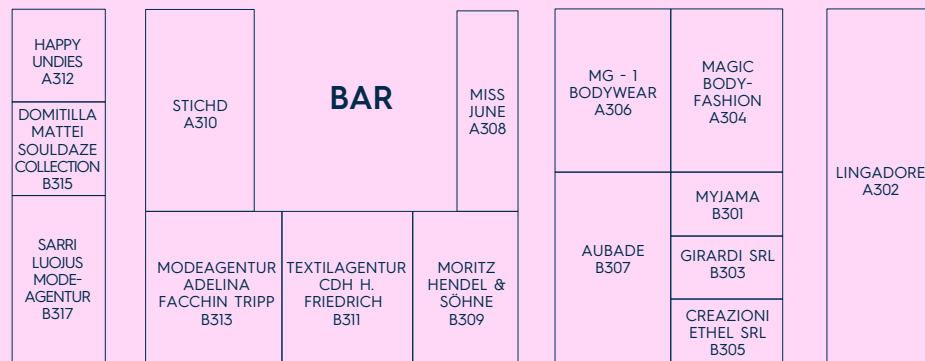 HAPPY
UNDIES
A312
DOMITILLA
MATTEI
SOULDAZE
COLLECTION
B315
SARRI
LUOJUS
MODE-
AGENTUR
B317
STICHD
A310
BAR
MISS
JUNE
A308
MODEAGENTUR
ADELINA
FACCHIN TRIPP
B313
TEXTILAGENTUR
CDH H.
FRIEDRICH
B311
MORITZ
HENDEL &
SÖHNE
B309
MG - 1
BODYWEAR
A306
MAGIC
BODY-
FASHION
A304
AUBADE
B307
MYJAMA
B301
GIRARDI SRL
B303
CREAZIONI
ETHEL SRL
B305
LINGADORE
A302